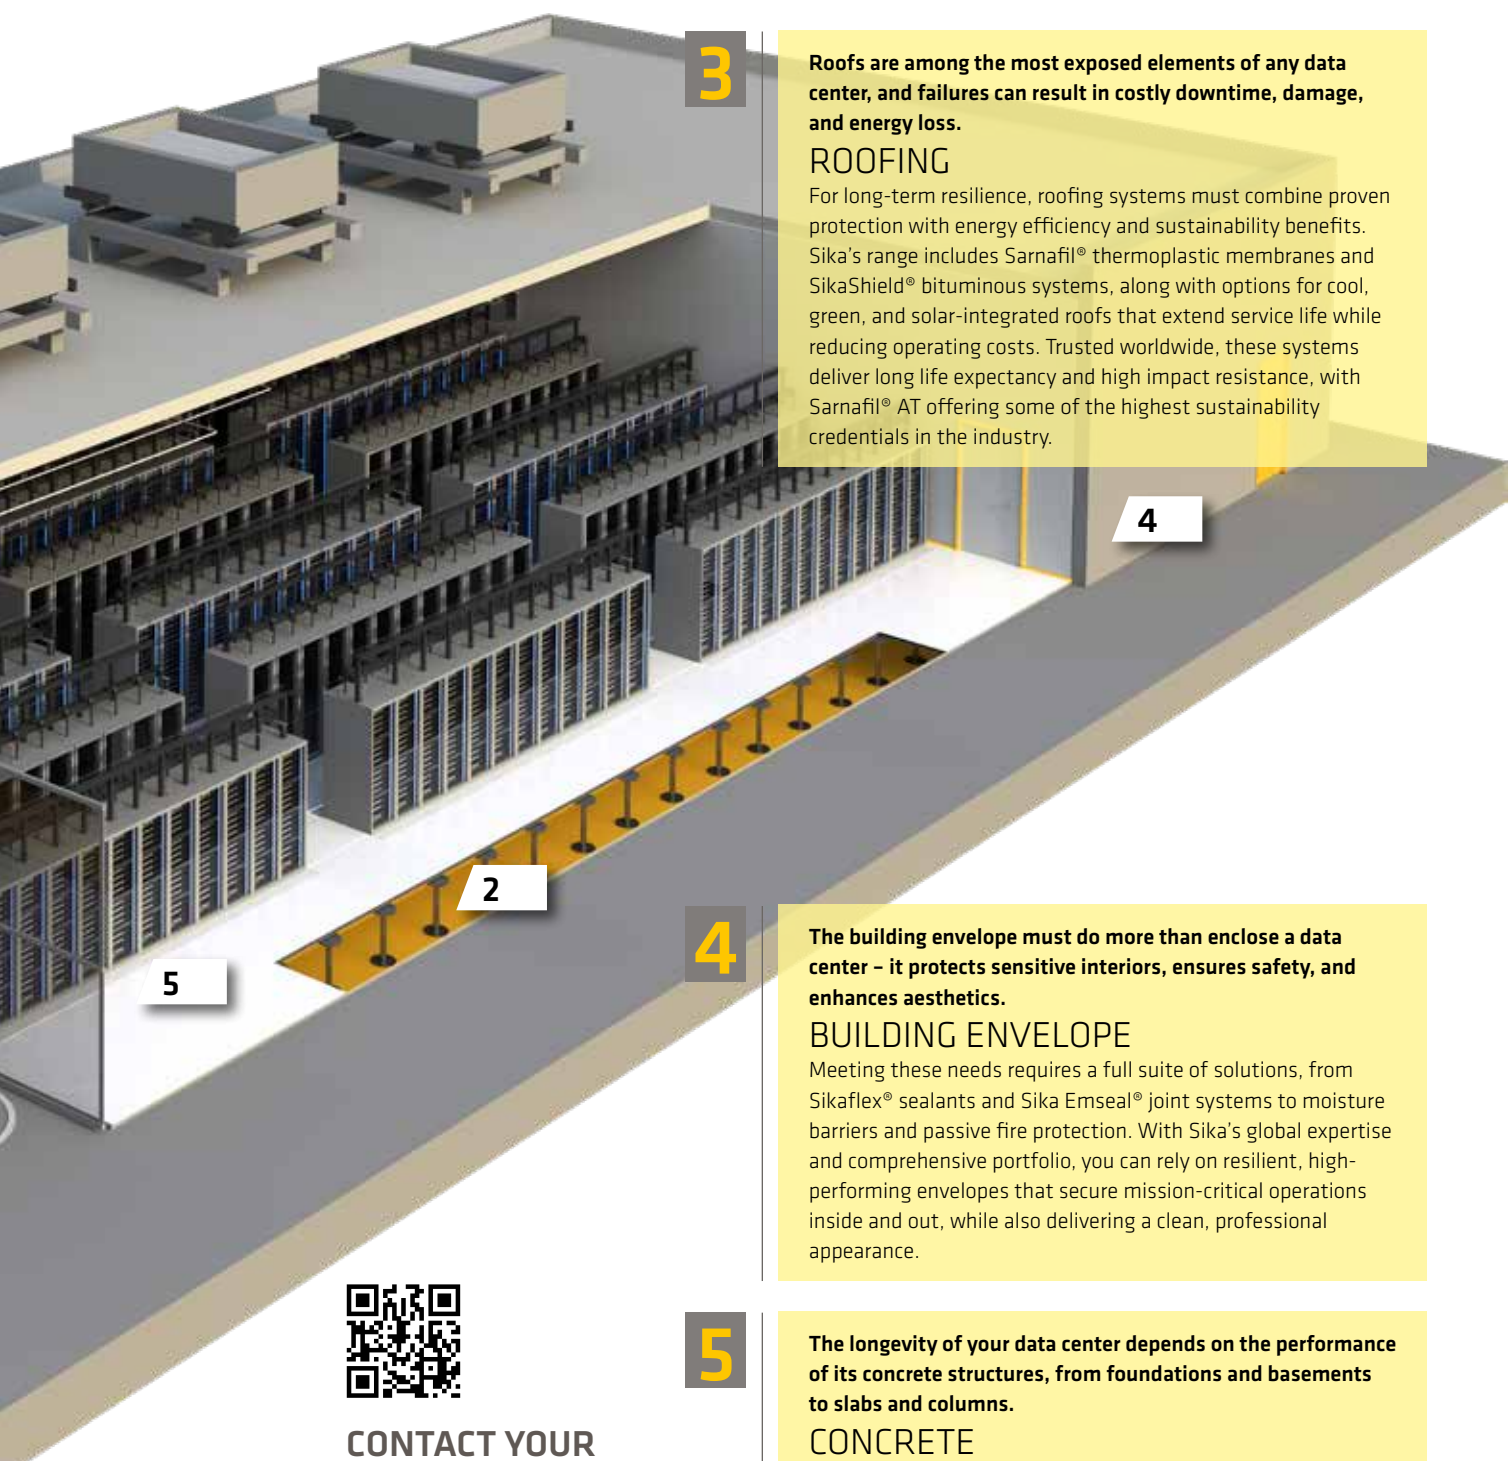 3
Roofs are among the most exposed elements of any data
center, and failures can result in costly downtime, damage,
and energy loss.
ROOFING
For long-term resilience, roofing systems must combine proven
protection with energy efficiency and sustainability benefits.
Sika’s range includes Sarnafil® thermoplastic membranes and
SikaShield® bituminous systems, along with options for cool,
green, and solar-integrated roofs that extend service life while
reducing operating costs. Trusted worldwide, these systems
deliver long life expectancy and high impact resistance, with
Sarnafil® AT offering some of the highest sustainability
credentials in the industry.
4
2
5
4
The building envelope must do more than enclose a data
center – it protects sensitive interiors, ensures safety, and
enhances aesthetics.
BUILDING ENVELOPE
Meeting these needs requires a full suite of solutions, from
Sikaflex® sealants and Sika Emseal® joint systems to moisture
barriers and passive fire protection. With Sika’s global expertise
and comprehensive portfolio, you can rely on resilient, high-
performing envelopes that secure mission-critical operations
inside and out, while also delivering a clean, professional
appearance.
5
The longevity of your data center depends on the performance
of its concrete structures, from foundations and basements
to slabs and columns.
CONCRETE
CONTACT YOUR